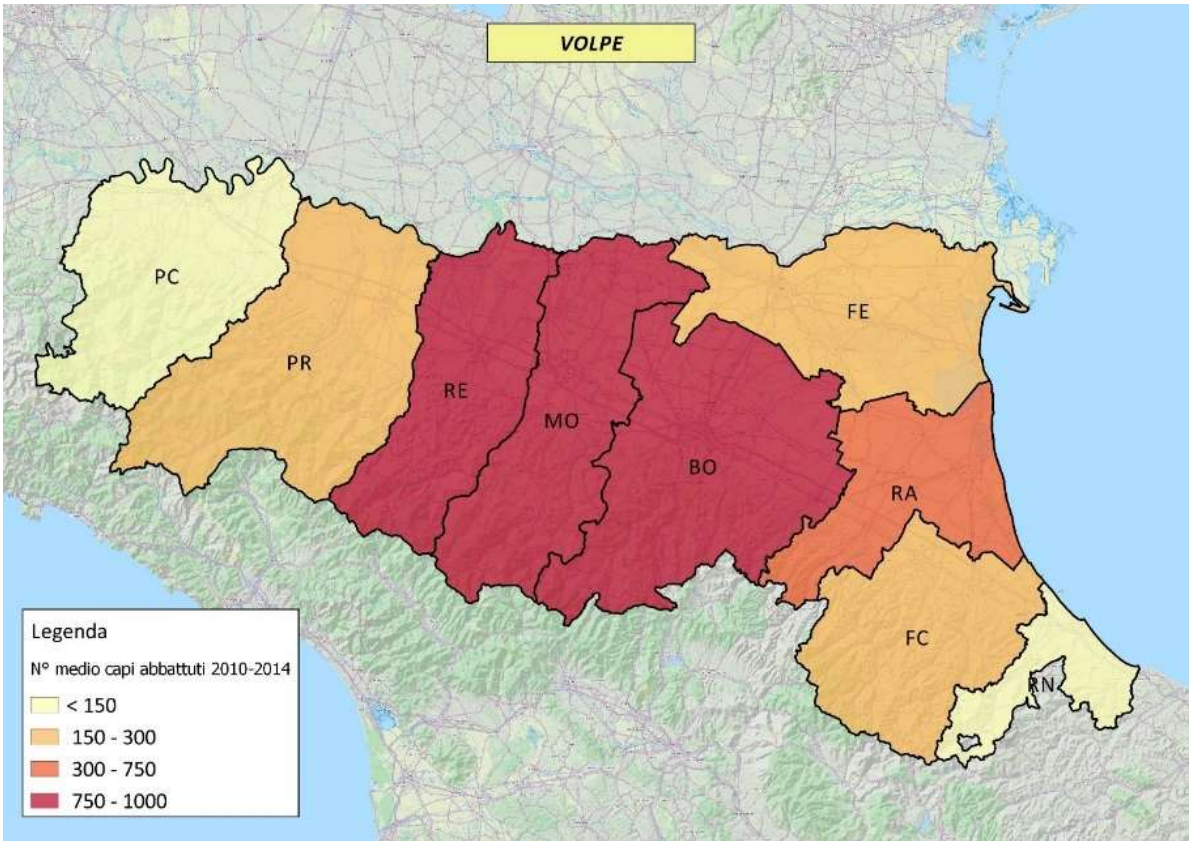 VOLPE
PC
PR
RE
MO
BO
FE
RA
FC
RN
Legenda
N° medio capi abbattuti 2010-2014
< 150
150 - 300
300 - 750
750 - 1000